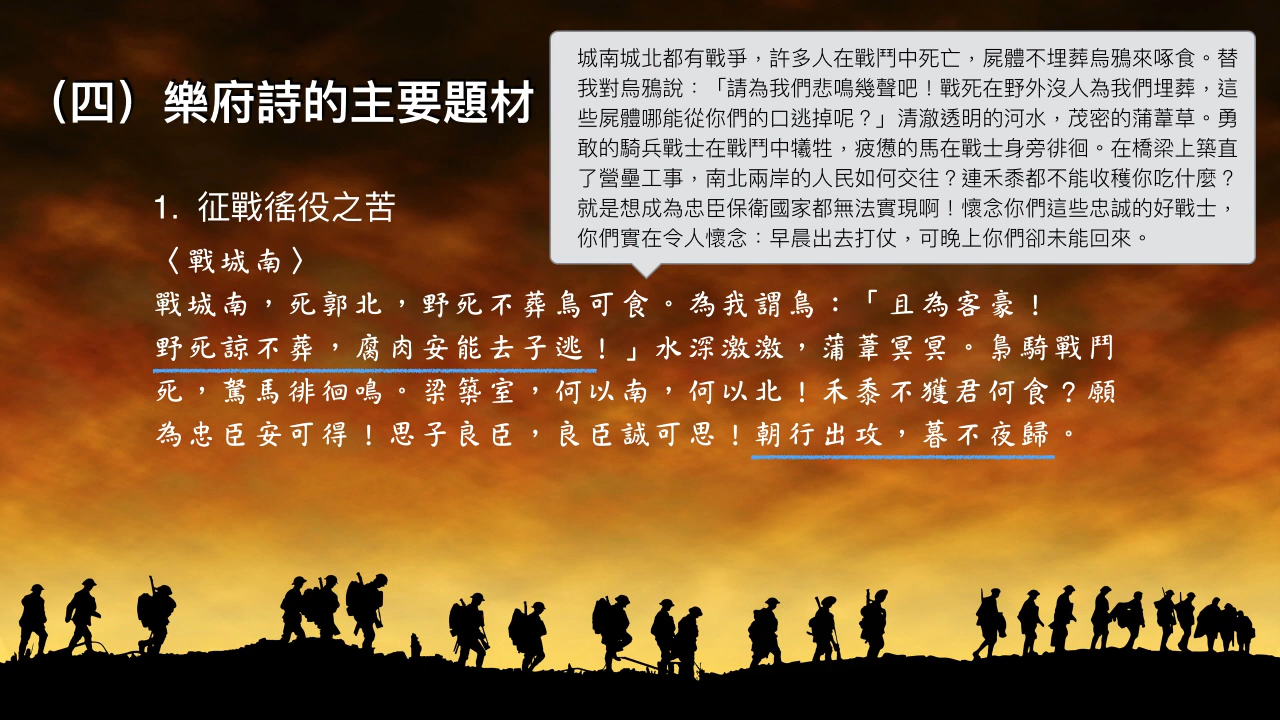 （四）樂府詩的主要題材
城南城北都有戰爭，許多人在戰鬥中死亡，屍體不埋葬烏鴉來啄食。替
我對烏鴉說：「請為我們悲鳴幾聲吧！戰死在野外沒人為我們埋葬，這
些屍體哪能從你們的口逃掉呢？」清澈透明的河水，茂密的蒲葦草。勇
敢的騎兵戰士在戰鬥中犧牲，疲憊的馬在戰士身旁徘徊。在橋梁上築直
了營壘工事，南北兩岸的人民如何交往？連禾黍都不能收穫你吃什麼？
就是想成為忠臣保衛國家都無法實現啊！懷念你們這些忠誠的好戰士，
你們實在令人懷念：早晨出去打仗，可晚上你們卻未能回來。
1. 征戰徭役之苦
〈戰城南〉
戰城南，死郭北，野死不葬烏可食。為我謂烏：「且為客豪！
野死諒不葬，腐肉安能去子逃！」水深激激，蒲葦冥冥。梟騎戰鬥
死，駑馬徘徊鳴。梁築室，何以南，何以北！禾黍不獲君何食？願
為忠臣安可得！思子良臣，良臣誠可思！朝行出攻，暮不夜歸。